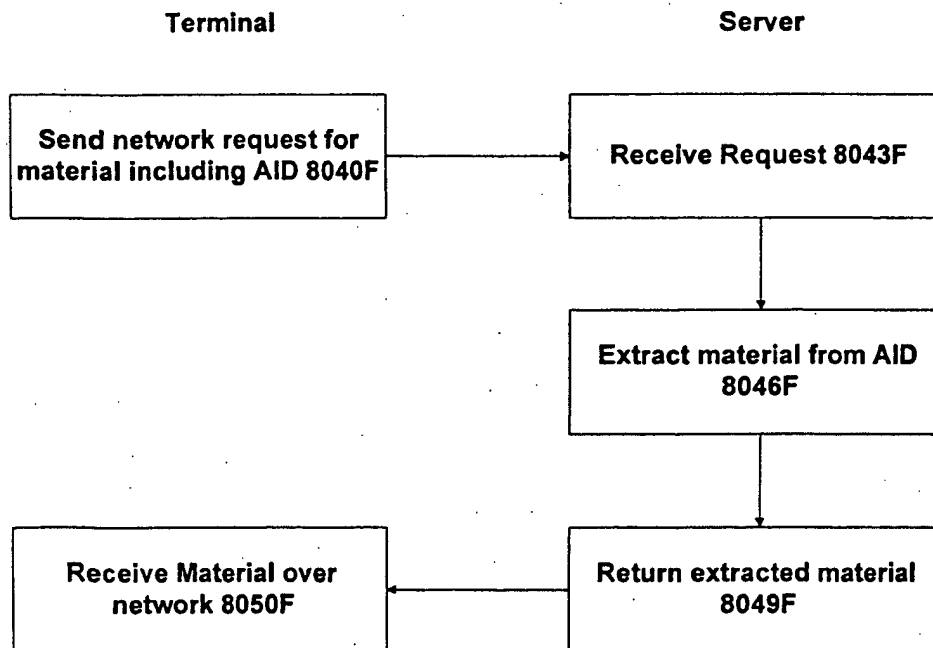 Terminal
Server
Send network request for
material including AID 8040F
Receive Request 8043F
Extract material from AID
8046F
Return extracted material
8049F
Receive Material over
network 8050F